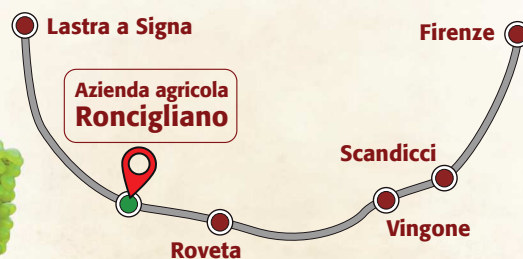 Lastra a Signa
Firenze
Azienda agricola
Roncigliano
Scandicci
Vingone
Roveta